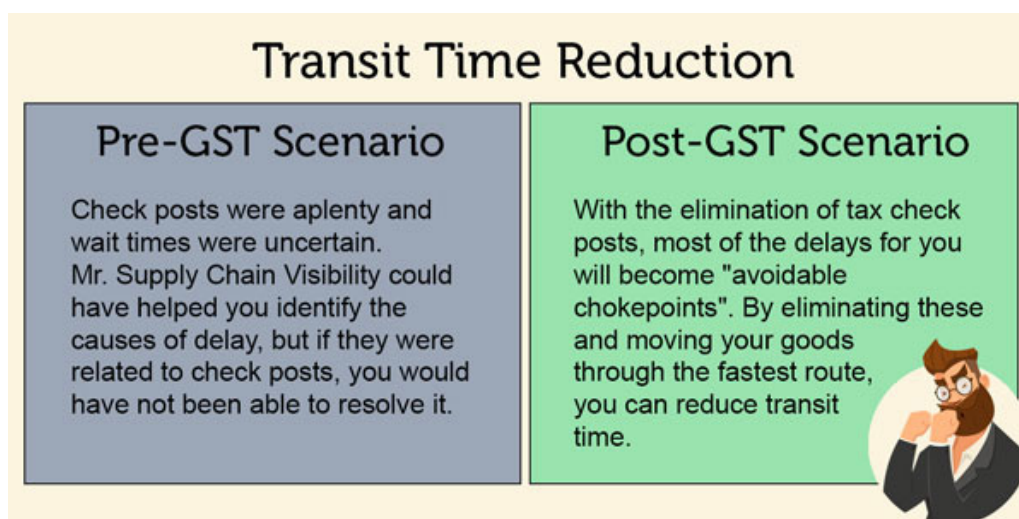 Transit Time Reduction
Pre-GST Scenario
Check posts were aplenty and
wait times were uncertain.
Mr. Supply Chain Visibility could
have helped you identify the
causes of delay, but if they were
related to check posts, you would
have not been able to resolve it.
Post-GST Scenario
With the elimination of tax check
posts, most of the delays for you
will become "avoidable
chokepoints". By eliminating these
and moving your goods
through the fastest route,
you can reduce transit
time.